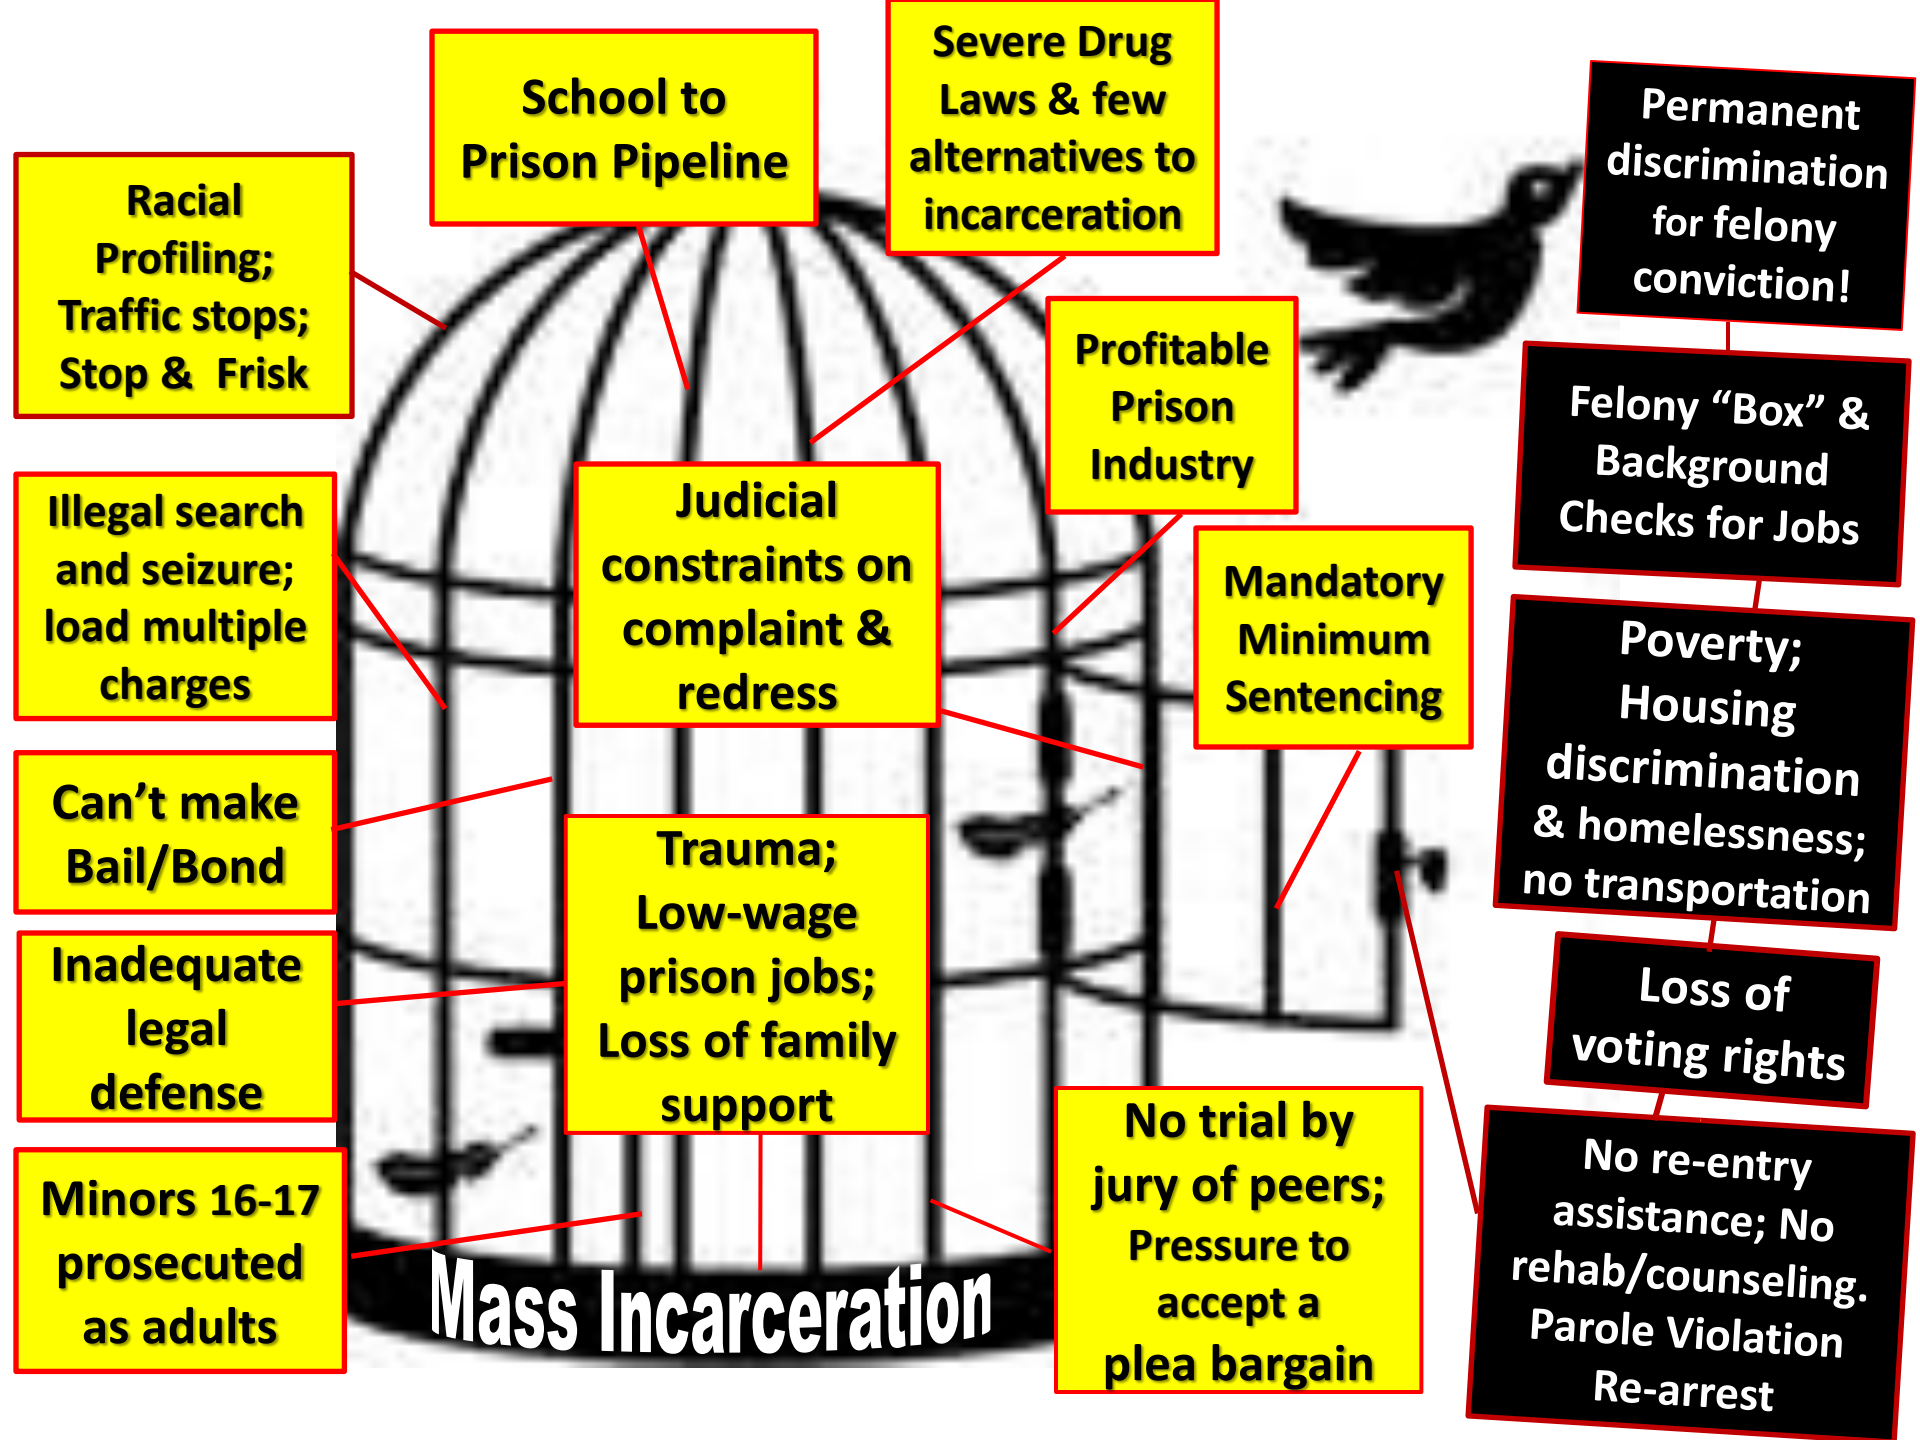 School to
Prison Pipeline
Severe Drug
Laws & few
alternatives to
incarceration
Racial
Profiling;
Traffic stops;
Stop & Frisk
Illegal search
and seizure;
load multiple
charges
Can’t make
Bail/Bond
Inadequate
legal
defense
Minors 16-17
prosecuted
as adults
Judicial
constraints on
complaint &
redress
Trauma;
Low-wage
prison jobs;
Loss of family
support
Profitable
Prison
Industry
Mandatory
Minimum
Sentencing
No trial by
jury of peers;
Pressure to
accept a
plea bargain
Mass Incarceration
Permanent
discrimination
for felony
conviction!
Felony “Box” &
Background
Checks for Jobs
Poverty;
Housing
discrimination
& homelessness;
no transportation
Loss of
voting rights
No re-entry
assistance; No
rehab/counseling.
Parole Violation
Re-arrest